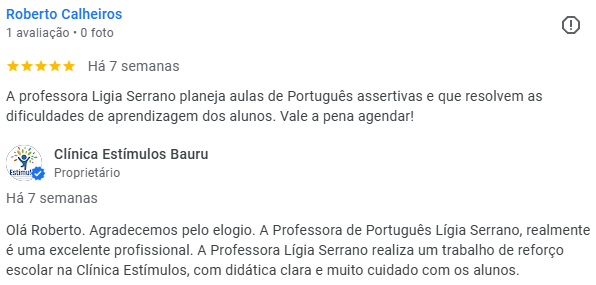 Roberto Calheiros
1 avaliação • 0 foto
Há 7 semanas
A professora Ligia Serrano planeja aulas de Português assertivas e que resolvem as
dificuldades de aprendizagem dos alunos. Vale a pena agendar!
Estímulos
Clínica Estímulos Bauru
Proprietário
Há 7 semanas
Olá Roberto. Agradecemos pelo elogio. A Professora de Português Lígia Serrano, realmente
é uma excelente profissional. A Professora Lígia Serrano realiza um trabalho de reforço
escolar na Clínica Estímulos, com didática clara e muito cuidado com os alunos.